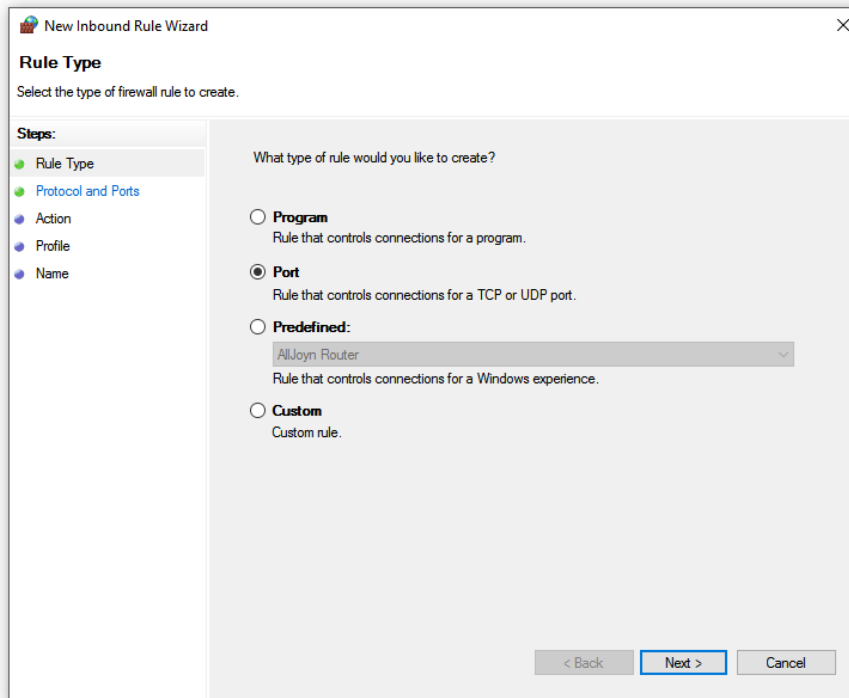 New Inbound Rule Wizard
Rule Type
Select the type of firewall rule to create.
Steps:
Rule Type
Protocol and Ports
Action
Profile
Name
What type of rule would you like to create?
Program
Rule that controls connections for a program.
Port
Rule that controls connections for a TCP or UDP port.
Predefined:
AllJoyn Router
Rule that controls connections for a Windows experience.
Custom
Custom rule.
< Back Next > Cancel